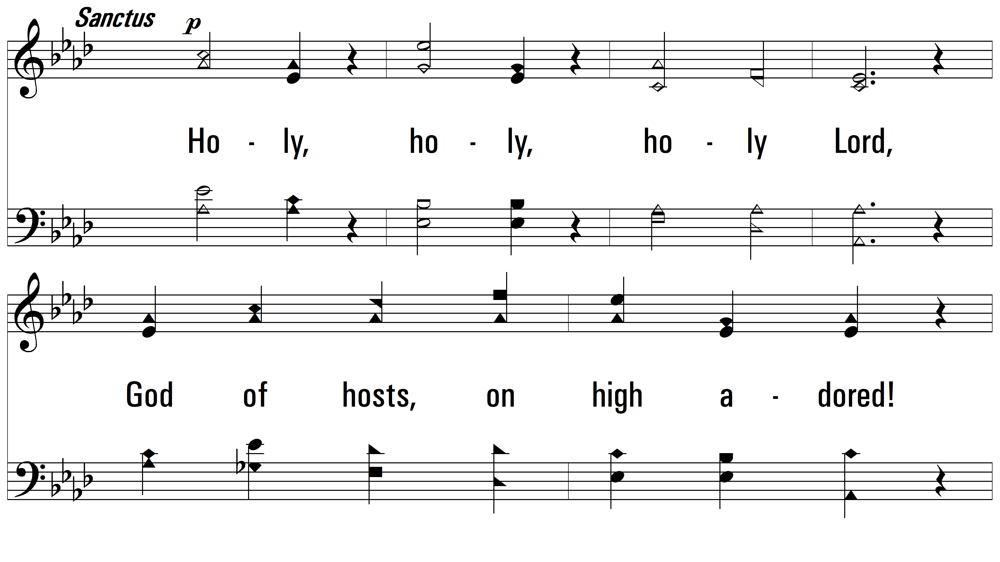 Sanctus p
Ho - ly, ho - ly, ho - ly Lord,
God of hosts, on high a - dored!